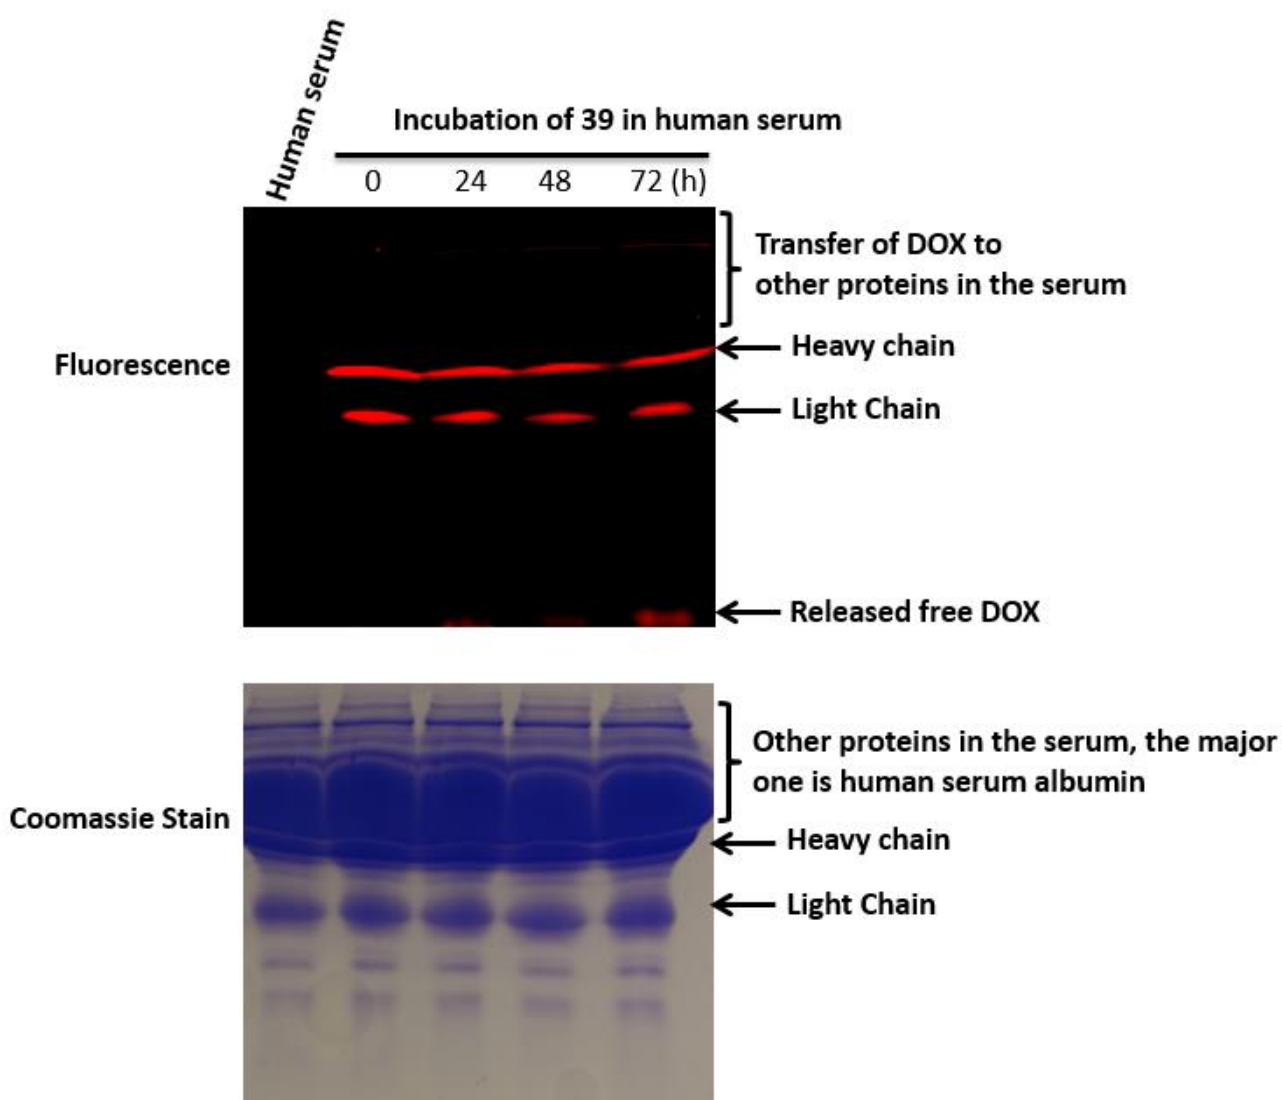 Human serum
Incubation of 39 in human serum
0 24 48 72 (h)
Transfer of DOX to
other proteins in the serum
Heavy chain
Fluorescence
Light Chain
Released free DOX
Other proteins in the serum, the major
one is human serum albumin
Coomassie Stain
Heavy chain
Light Chain